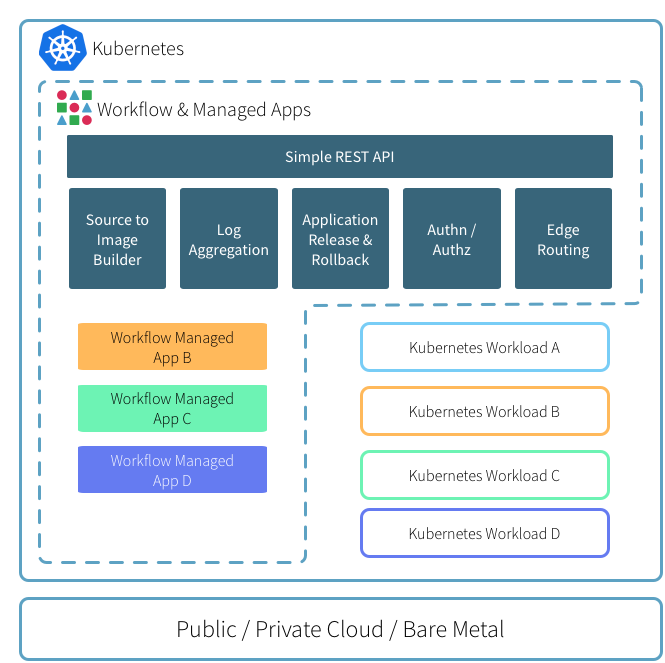 Kubernetes
Workflow & Managed Apps
Simple REST API
Source to
Image
Builder
Log
Aggregation
Application
Release &
Rollback
Authn /
Authz
Edge
Routing
Workflow Managed
App B
Workflow Managed
App C
Workflow Managed
App D
Kubernetes Workload A
Kubernetes Workload B
Kubernetes Workload C
Kubernetes Workload D
Public / Private Cloud / Bare Metal